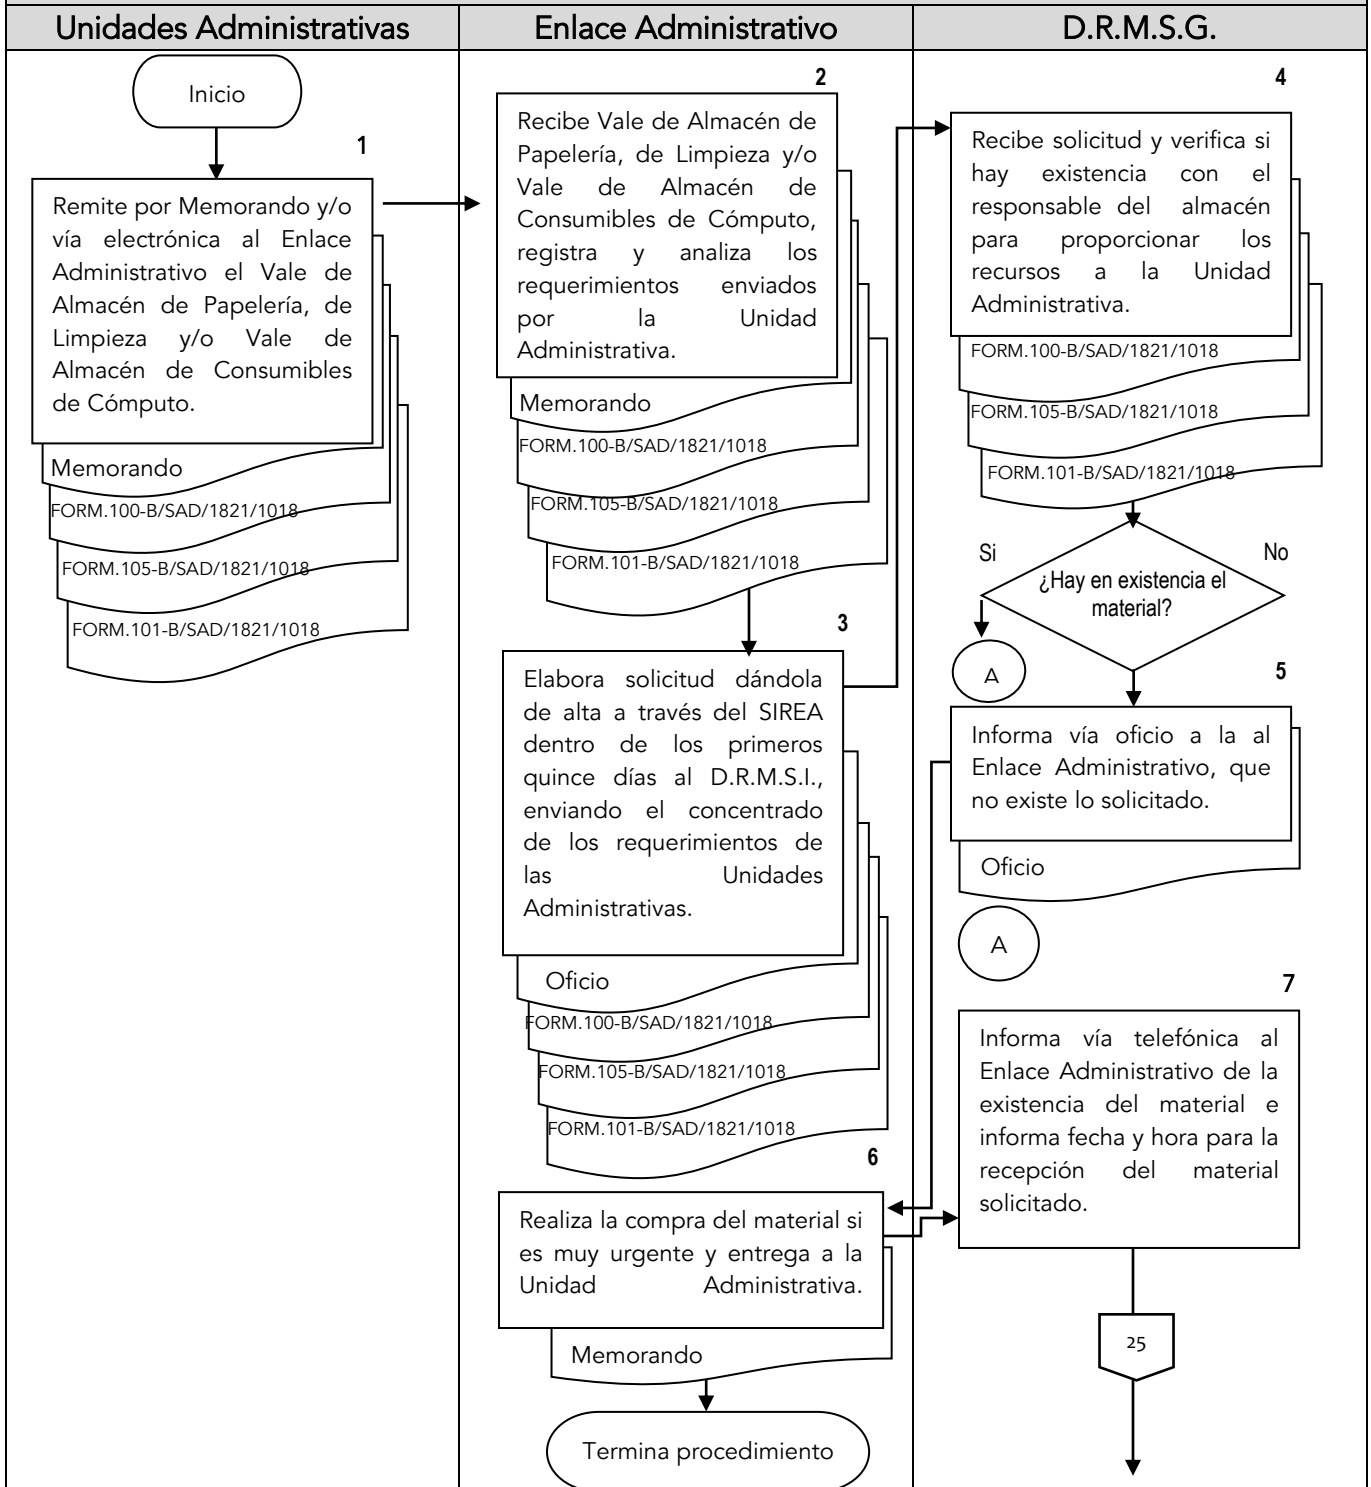 Unidades Administrativas
Enlace Administrativo
D.R.M.S.G.
Inicio
1
Remite por Memorando y/o
vía electrónica al Enlace
Administrativo el Vale de
Almacén de Papelería, de
Limpieza y/o Vale de
Almacén de Consumibles
de Cómputo.
Memorando
FORM.100-B/SAD/1821/1018
FORM.105-B/SAD/1821/1018
FORM.101-B/SAD/1821/1018
2
Recibe Vale de Almacén de
Papelería, de Limpieza y/o
Vale de Almacén de
Consumibles de Cómputo,
registra y analiza los
requerimientos enviados
por la Unidad
Administrativa.
Memorando
FORM.100-B/SAD/1821/1018
FORM.105-B/SAD/1821/1018
FORM.101-B/SAD/1821/1018
3
Elabora solicitud dándola
de alta a través del SIREA
dentro de los primeros
quince días al D.R.M.S.I.,
enviando el concentrado
de los requerimientos de
las Unidades
Administrativas.
Oficio
FORM.100-B/SAD/1821/1018
FORM.105-B/SAD/1821/1018
FORM.101-B/SAD/1821/1018
4
Recibe solicitud y verifica si
hay existencia con el
responsable del almacén
para proporcionar los
recursos a la Unidad
Administrativa.
FORM.100-B/SAD/1821/1018
FORM.105-B/SAD/1821/1018
FORM.101-B/SAD/1821/1018
Si
No
¿Hay en existencia el
material?
A
5
Informa vía oficio a la al
Enlace Administrativo, que
no existe lo solicitado.
Oficio
6
Realiza la compra del material si
es muy urgente y entrega a la
Unidad Administrativa.
Memorando
Termina procedimiento
A
7
Informa vía telefónica al
Enlace Administrativo de la
existencia del material e
informa fecha y hora para la
recepción del material
solicitado.
25